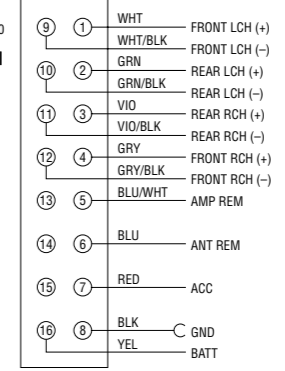 0
9 1 WHT FRONT LCH (+)
WHT/BLK FRONT LCH (–)
10 2 GRN REAR LCH (+)
GRN/BLK REAR LCH (–)
11 3 VIO REAR RCH (+)
VIO/BLK REAR RCH (–)
12 4 GRY FRONT RCH (+)
GRY/BLK FRONT RCH (–)
13 5 BLU/WHT AMP REM
14 6 BLU ANT REM
15 7 RED ACC
16 8 BLK GND
YEL BATT